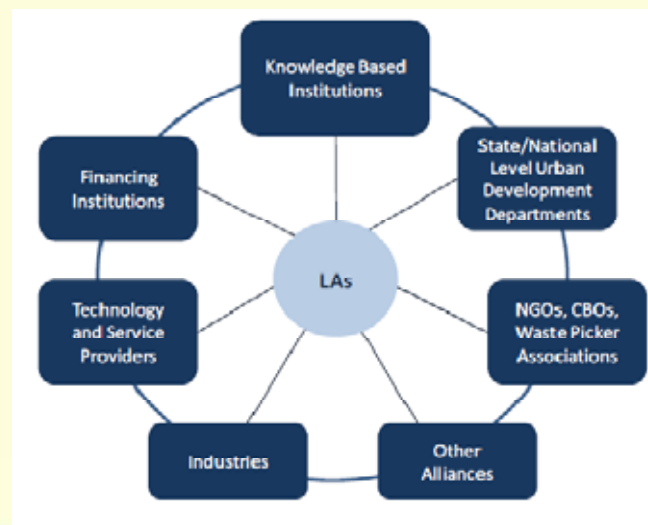 Knowledge Based
Institutions
State/National
Level Urban
Development
Departments
Financing
Institutions
LAs
Technology
and Service
Providers
NGOs, CBOs,
Waste Picker
Associations
Industries
Other
Alliances